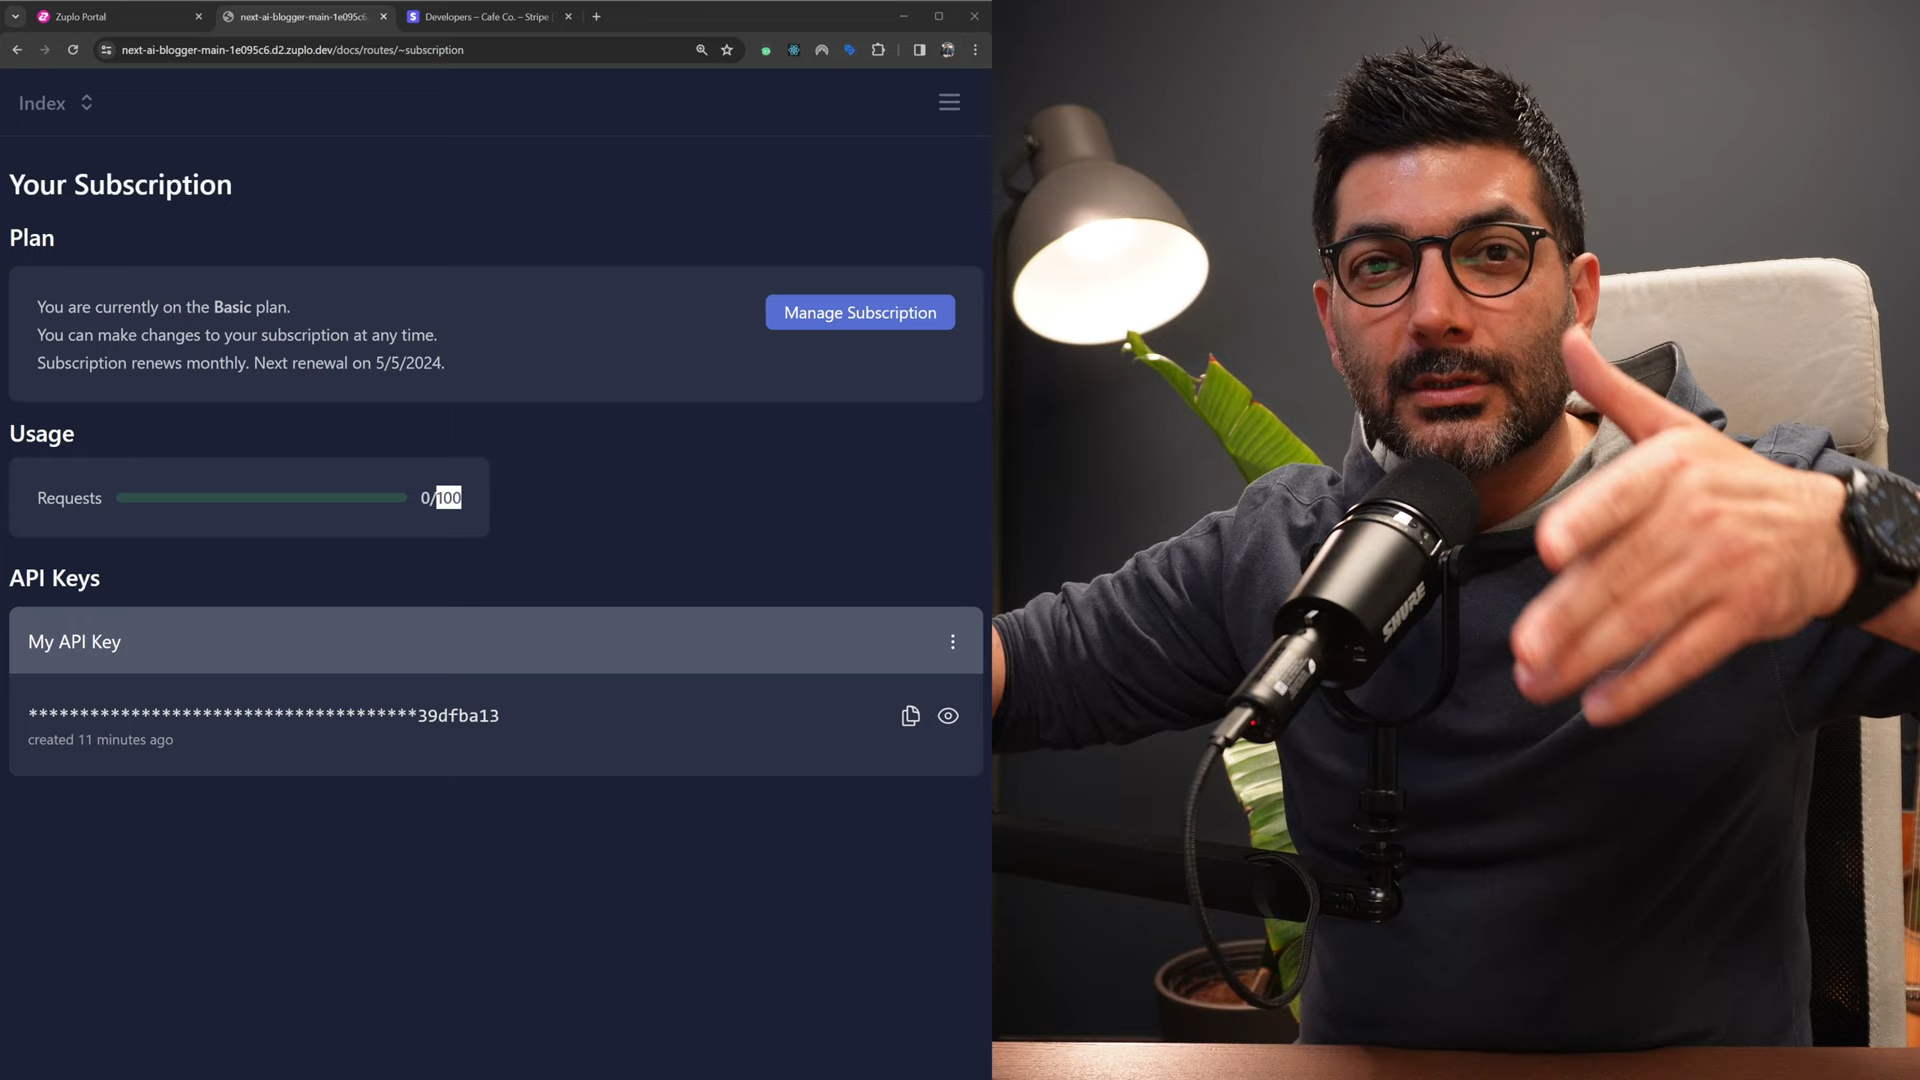 Zuplo Portal
next-ai-blogger-main-1e095c6.
Developers – Cafe Co. – Stripe
next-ai-blogger-main-1e095c6.d2.zuplo.dev/docs/routes/~subscription
Index
Your Subscription
Plan
You are currently on the Basic plan.
You can make changes to your subscription at any time.
Subscription renews monthly. Next renewal on 5/5/2024.
Manage Subscription
Usage
Requests 0/100
API Keys
My API Key
**************************************39dfba13
created 11 minutes ago
SHURE